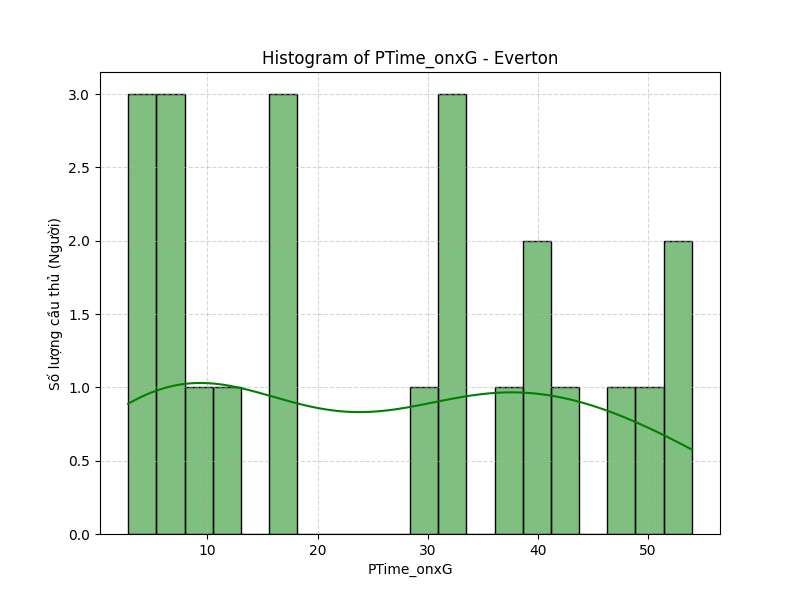 Histogram of PTime_onxG - Everton
Số lượng cầu thủ (Người)
3.0
2.5
2.0
1.5
1.0
0.5
0.0
10 20 30 40 50
PTime_onxG